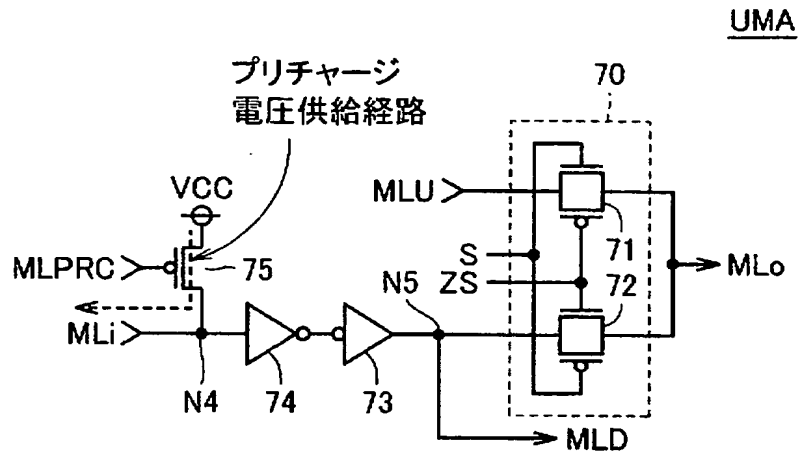 UMA
プリチャージ
電圧供給経路
70
VCC
MLU
MLPRC
75
71
S
ZS
MLo
72
N5
MLi
N4
74
73
MLD